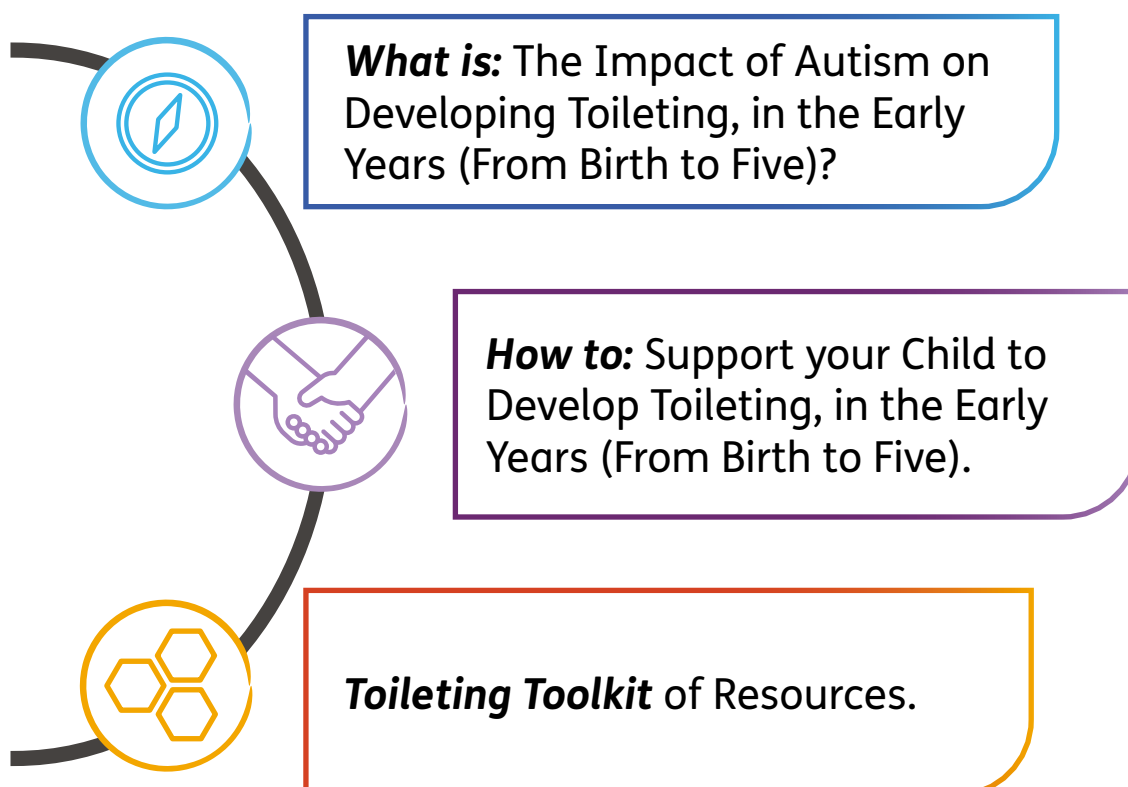 What is: The Impact of Autism on
Developing Toileting, in the Early
Years (From Birth to Five)?
How to: Support your Child to
Develop Toileting, in the Early
Years (From Birth to Five).
Toileting Toolkit of Resources.